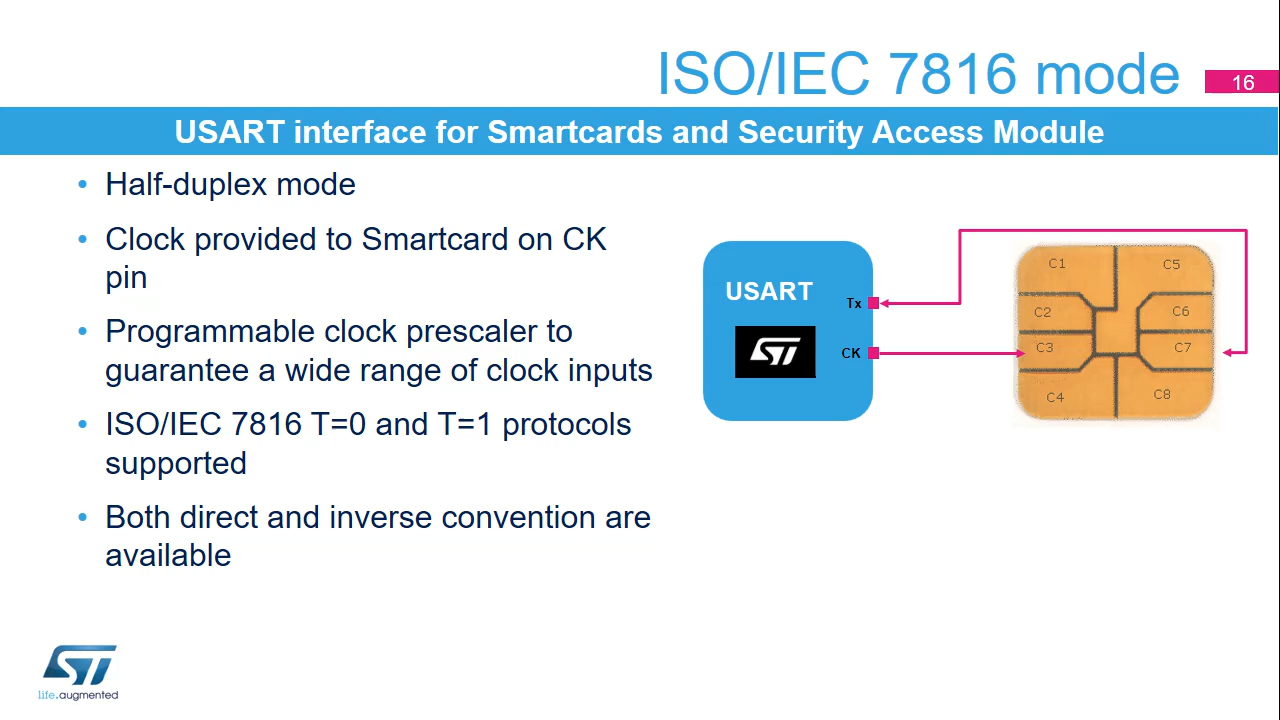 ISO/IEC 7816 mode
16
USART interface for Smartcards and Security Access Module
• Half-duplex mode
• Clock provided to Smartcard on CK
pin
• Programmable clock prescaler to
guarantee a wide range of clock inputs
• ISO/IEC 7816 T=0 and T=1 protocols
supported
• Both direct and inverse convention are
available
USART
Tx
ST
CK
C1
C5
C2
C6
C3
C7
C4
C8
ST
life.augmented